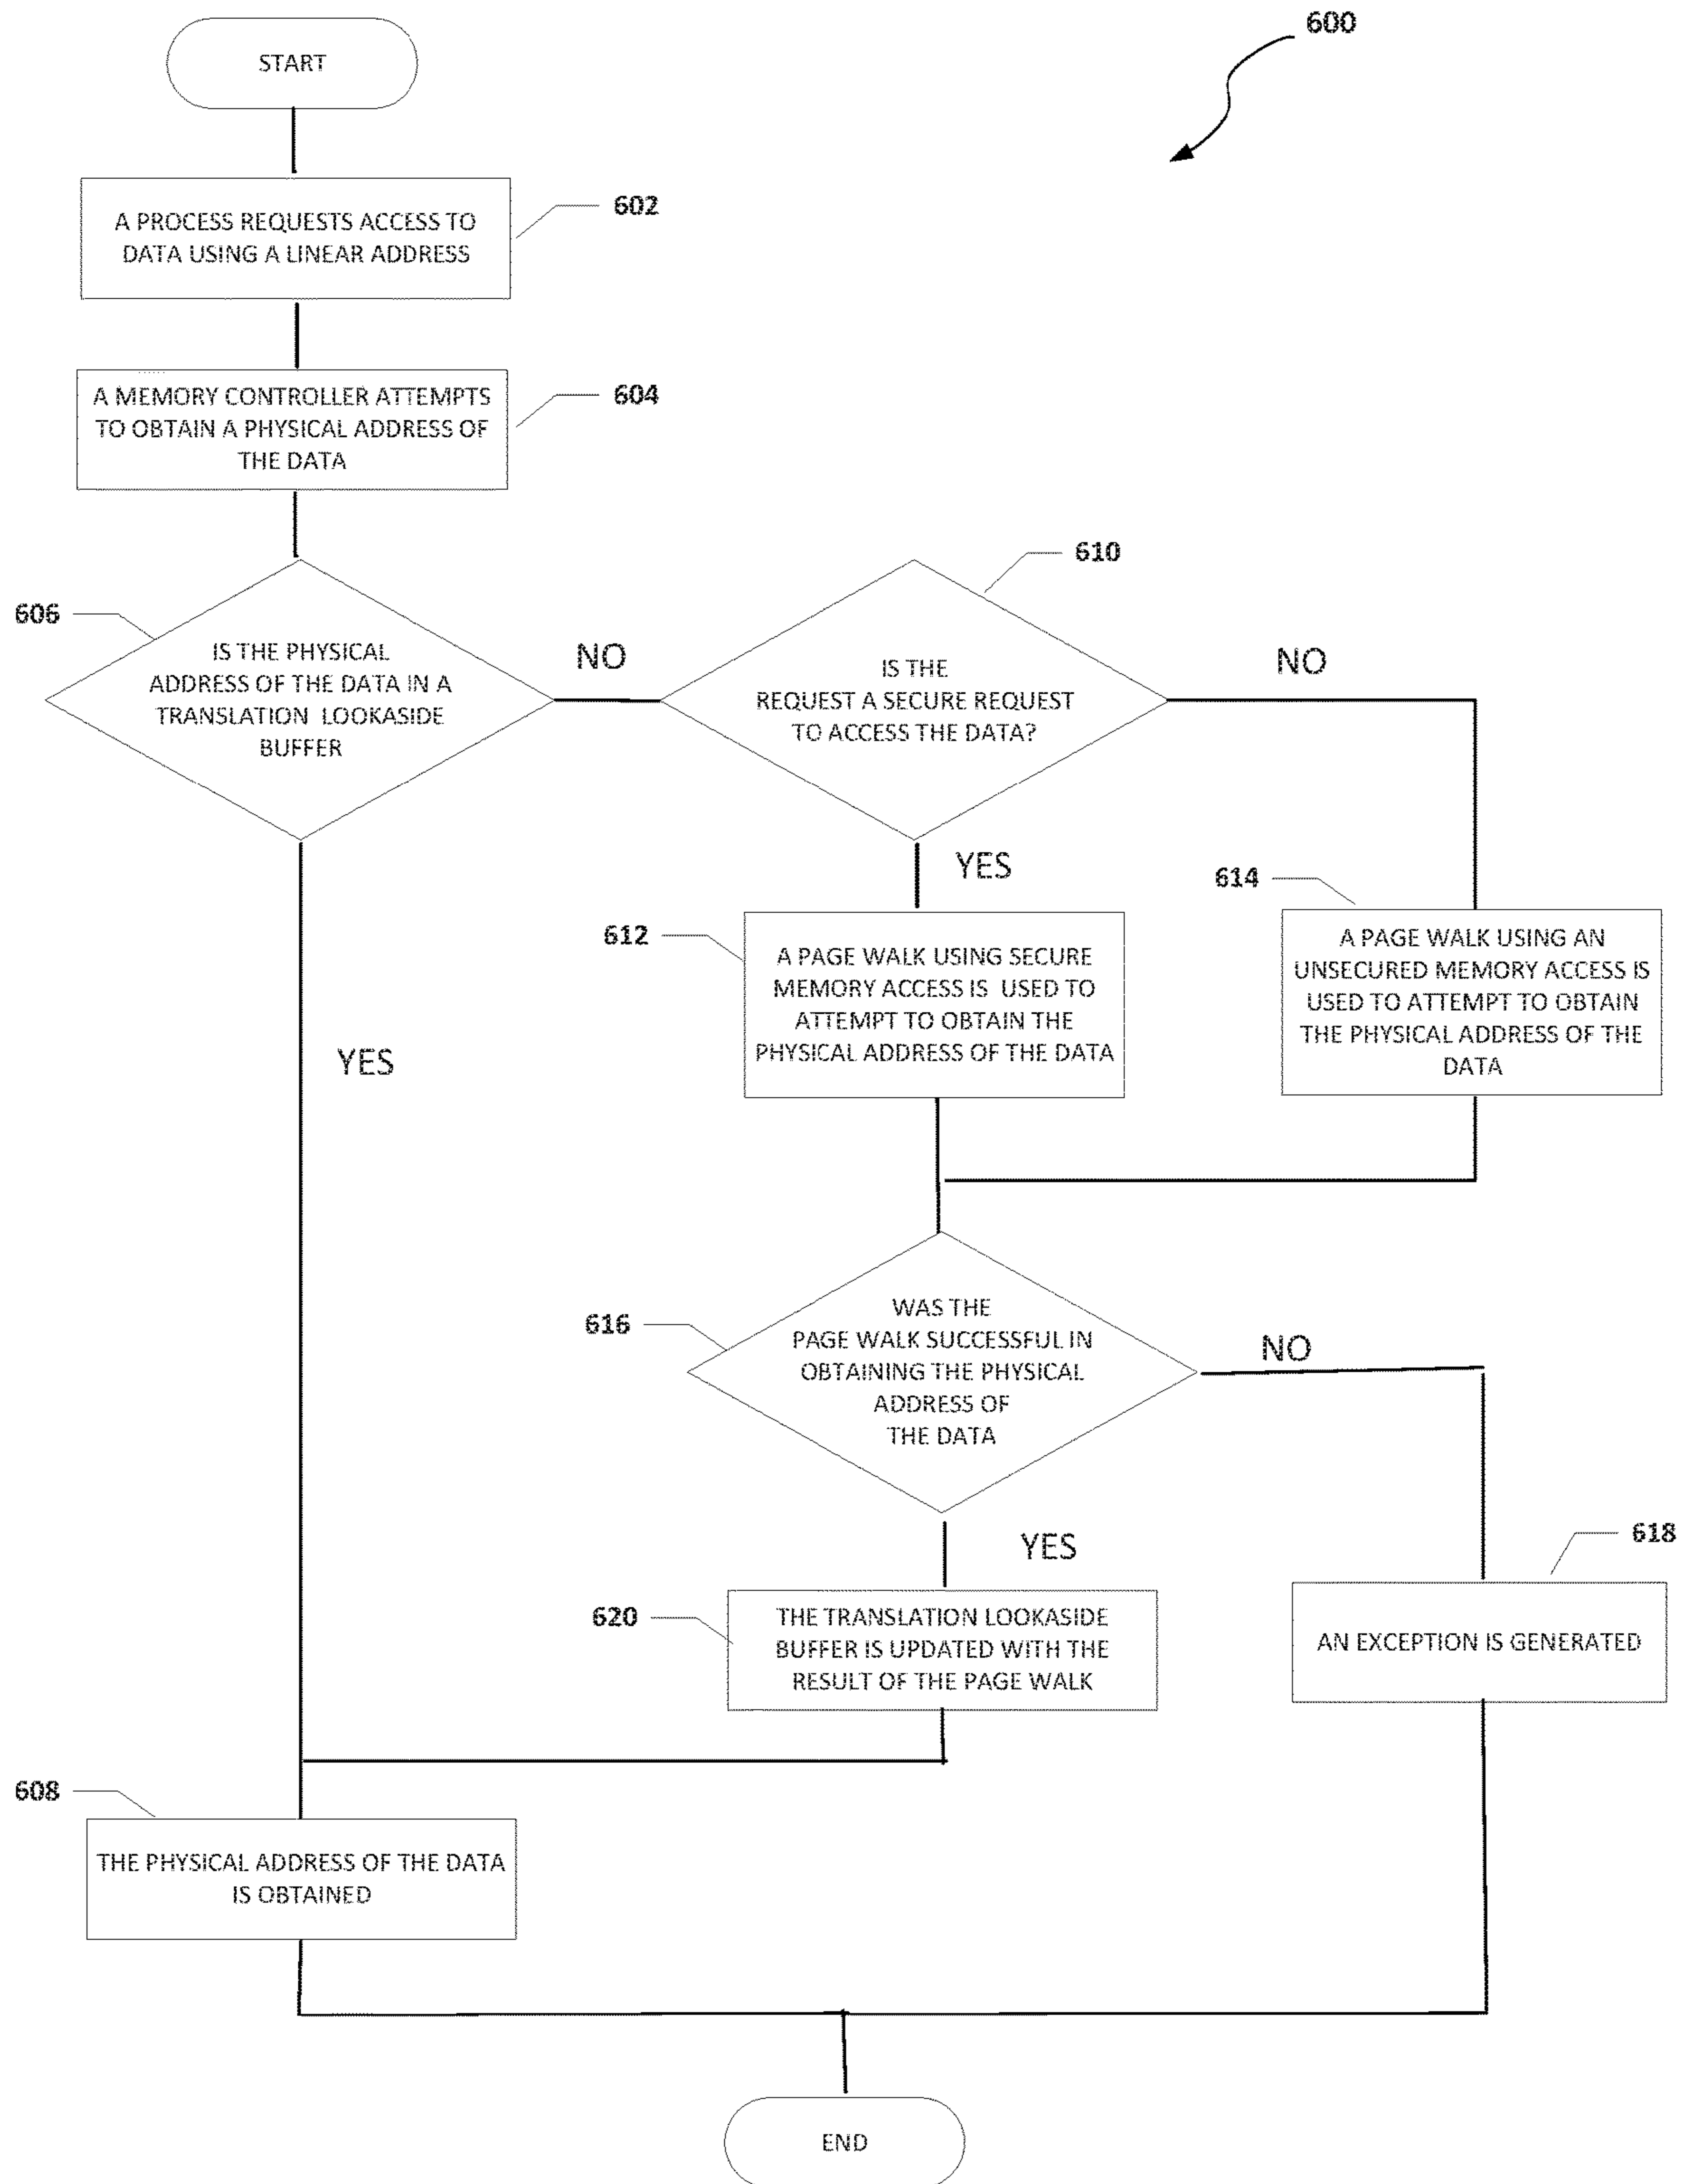 600
START
602
A PROCESS REQUESTS ACCESS TO
DATA USING A LINEAR ADDRESS
604
A MEMORY CONTROLLER ATTEMPTS
TO OBTAIN A PHYSICAL ADDRESS OF
THE DATA
606
IS THE PHYSICAL
ADDRESS OF THE DATA IN A
TRANSLATION LOOKASIDE
BUFFER
NO
610
IS THE
REQUEST A SECURE REQUEST
TO ACCESS THE DATA?
NO
YES
YES
612
A PAGE WALK USING SECURE
MEMORY ACCESS IS USED TO
ATTEMPT TO OBTAIN THE
PHYSICAL ADDRESS OF THE DATA
614
A PAGE WALK USING AN
UNSECURED MEMORY ACCESS IS
USED TO ATTEMPT TO OBTAIN
THE PHYSICAL ADDRESS OF THE
DATA
616
WAS THE
PAGE WALK SUCCESSFUL IN
OBTAINING THE PHYSICAL
ADDRESS OF
THE DATA
NO
YES
618
AN EXCEPTION IS GENERATED
620
THE TRANSLATION LOOKASIDE
BUFFER IS UPDATED WITH THE
RESULT OF THE PAGE WALK
608
THE PHYSICAL ADDRESS OF THE DATA
IS OBTAINED
END